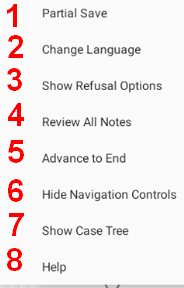 1 Partial Save
2 Change Language
3 Show Refusal Options
4 Review All Notes
5 Advance to End
6 Hide Navigation Controls
7 Show Case Tree
8 Help